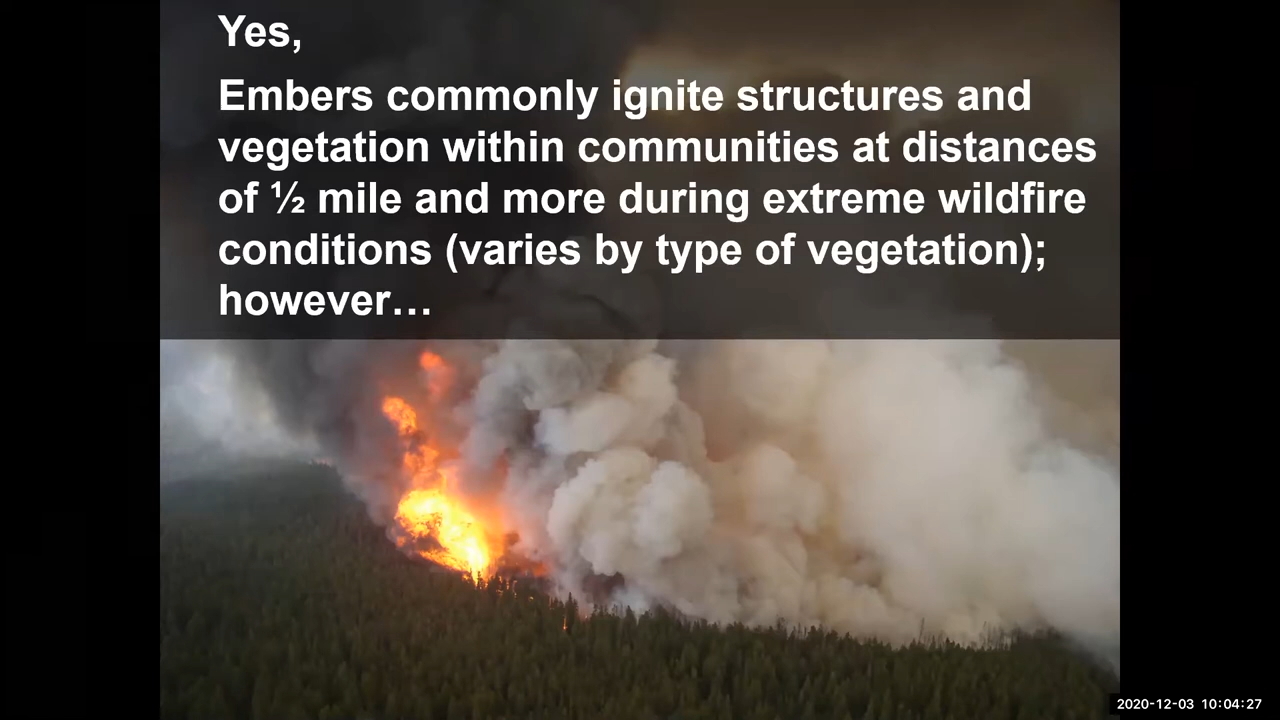 Yes,
Embers commonly ignite structures and
vegetation within communities at distances
of ½ mile and more during extreme wildfire
conditions (varies by type of vegetation);
however…
2020-12-03 10:04:27